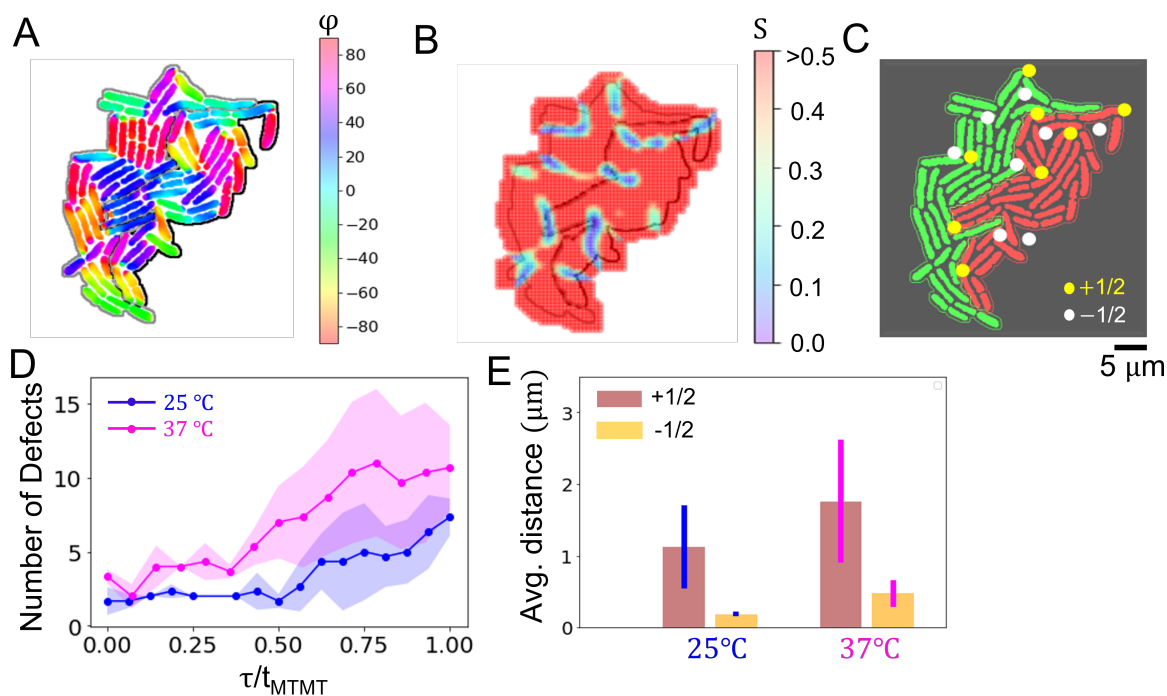 A
φ
80
60
40
20
0
−20
−40
−60
−80
B
S
>0.5
0.4
0.3
0.2
0.1
0.0
C
+1/2
−1/2
5 μm
D
Number of Defects
15
10
5
0
25 °C
37 °C
0.00 0.25 0.50 0.75 1.00
τ/tMTMT
E
Avg. distance (μm)
3
2
1
0
+1/2
-1/2
25°C 37°C